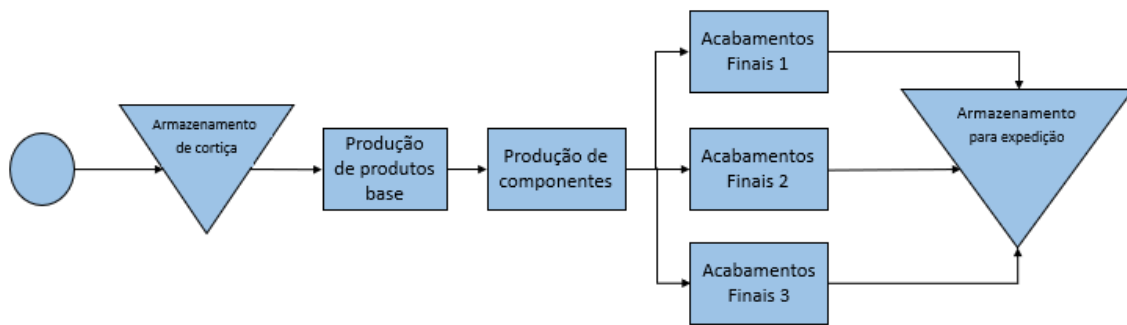 Armazenamento
de cortiça
Produção
de produtos
base
Produção de
componentes
Acabamentos
Finais 1
Acabamentos
Finais 2
Acabamentos
Finais 3
Armazenamento
para expedição